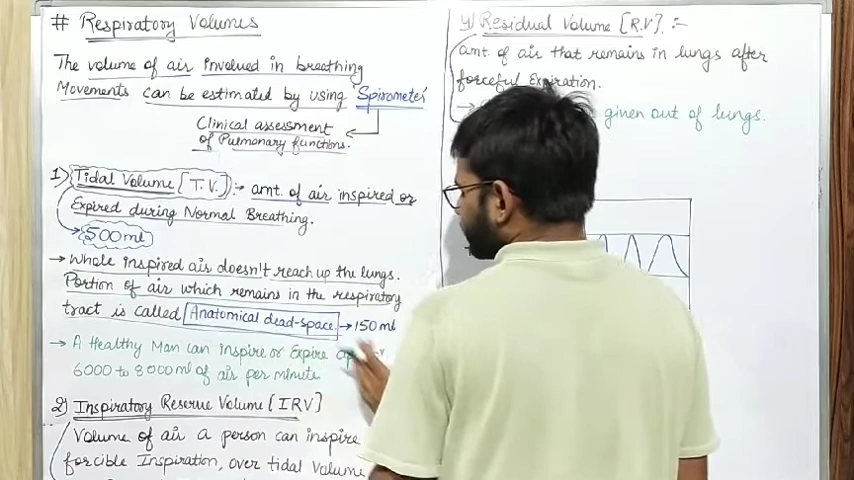 # Respiratory Volumes
The volume of air involved in breathing
Movements can be estimated by using 'Spirometer'
Clinical assessment
of Pulmonary functions.
1) Tidal Volume [T.V.] :→ amt. of air inspired or
Expired during Normal Breathing.
→ 500 ml
→ Whole inspired air doesn't reach up the lungs.
Portion of air which remains in the respiratory
tract is called Anatomical dead-space. → 150 ml
→ A Healthy Man can inspire or Expire
6000 to 8000 ml of air per minute
2) Inspiratory Reserve Volume [IRV]
Volume of air a person can inspire
forcible Inspiration, over tidal Volume
4) Residual Volume [R.V] :-
amt. of air that remains in lungs after
forceful Expiration.
given out of lungs.